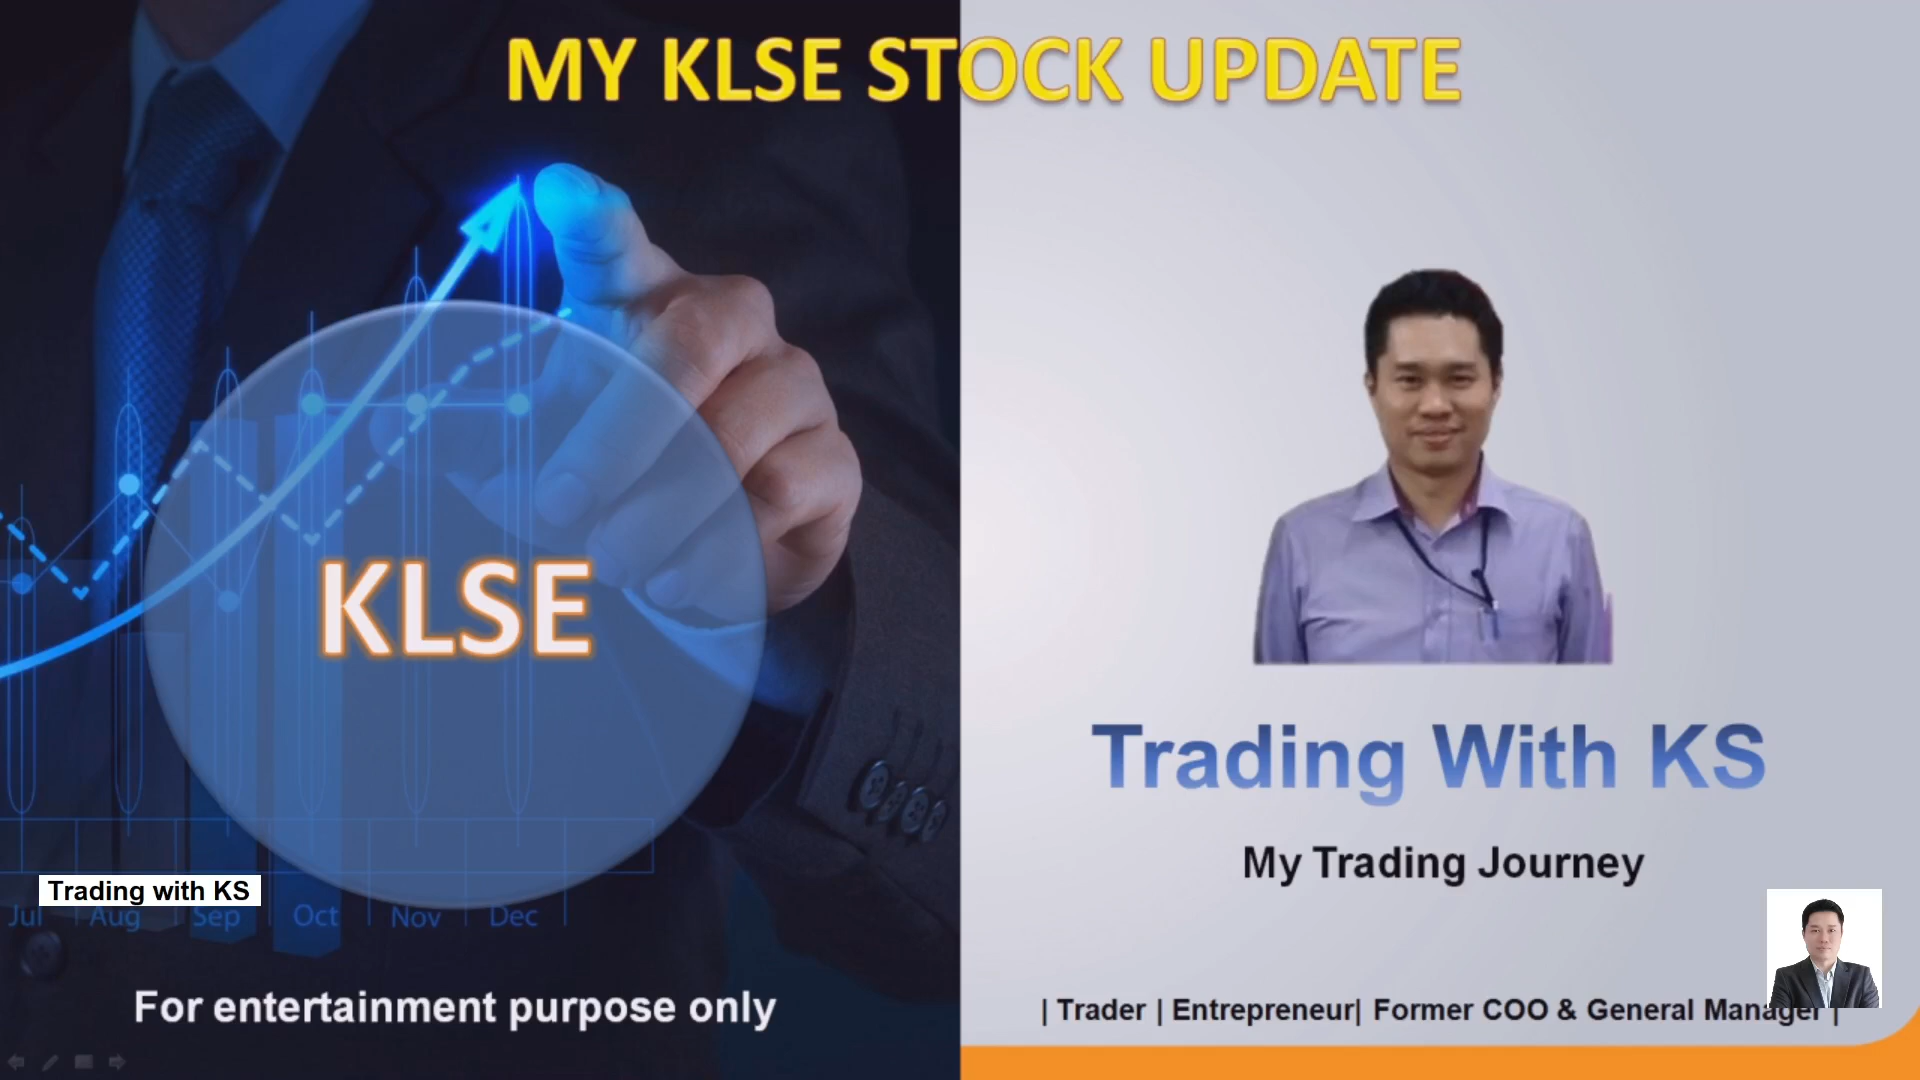 MY KLSE STOCK UPDATE
KLSE
Trading with KS
Jul Aug Sep Oct Nov Dec
For entertainment purpose only
Trading With KS
My Trading Journey
| Trader | Entrepreneur| Former COO & General Manager |